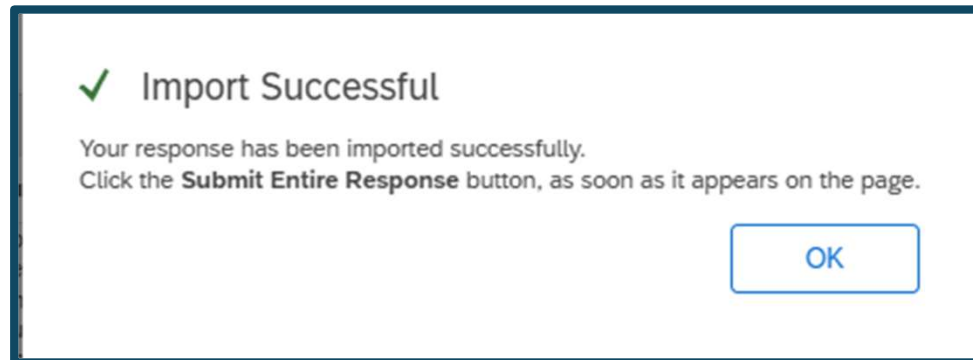 Import Successful
Your response has been imported successfully.
Click the Submit Entire Response button, as soon as it appears on the page.
OK